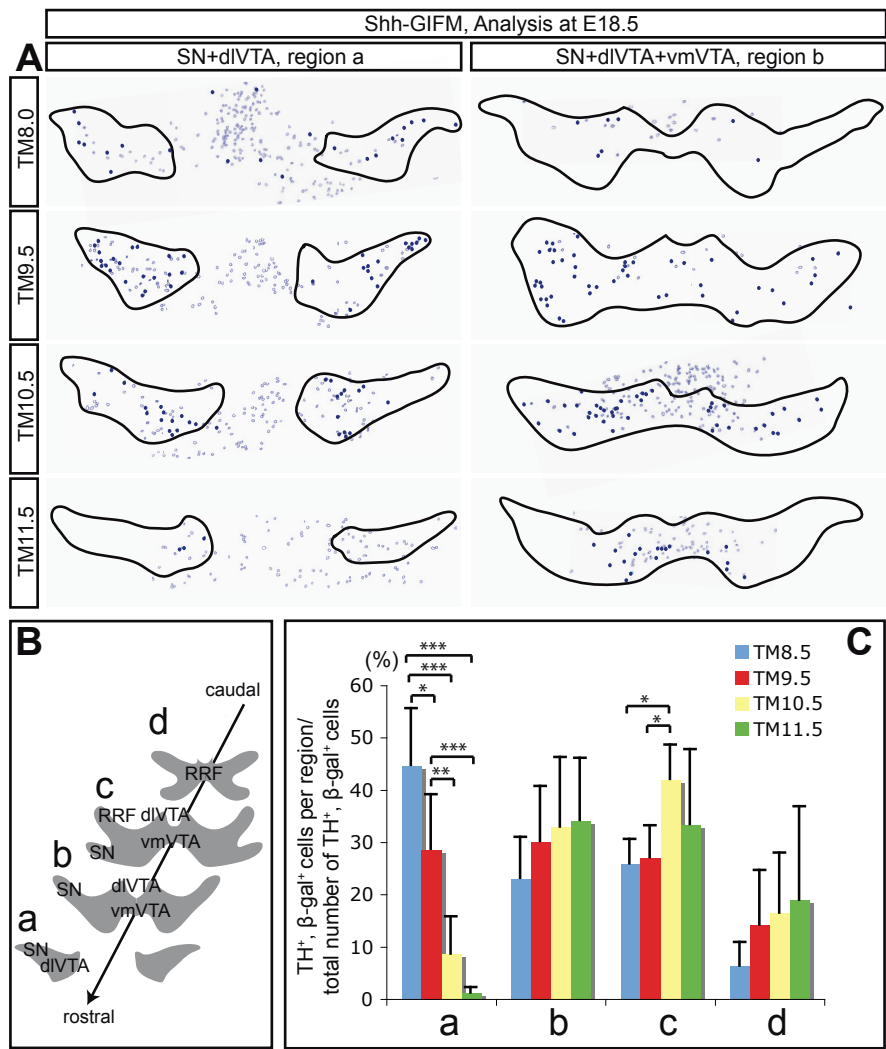 Shh-GIFM, Analysis at E18.5
A
SN+dlVTA, region a
SN+dlVTA+vmVTA, region b
TM8.0
TM9.5
TM10.5
TM11.5
B
caudal
d
RRF
c
RRF dlVTA
vmVTA
SN
b
SN
dlVTA
vmVTA
a
SN
dlVTA
rostral
C
(%)
TH⁺, β-gal⁺ cells per region/
total number of TH⁺, β-gal⁺ cells
60
50
40
30
20
10
0
***
***
*
***
**
*
*
TM8.5
TM9.5
TM10.5
TM11.5
a b c d